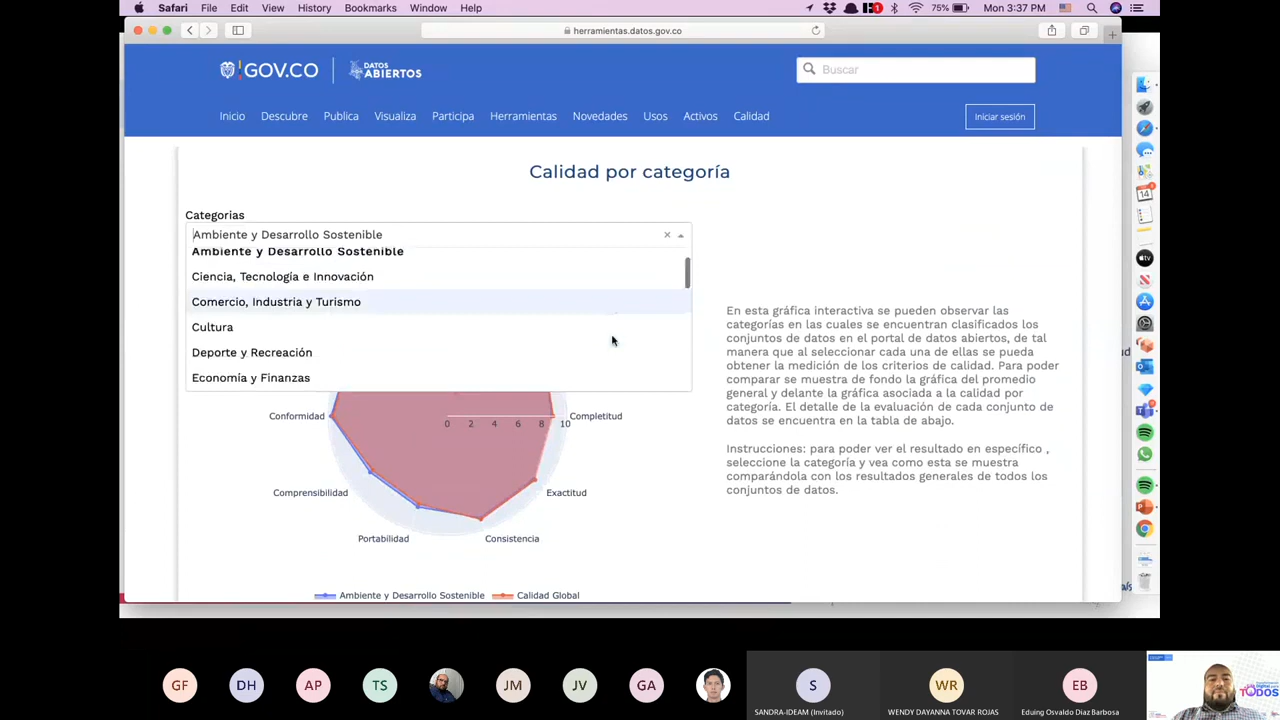 Safari File Edit View History Bookmarks Window Help
1 75% Mon 3:37 PM
herramientas.datos.gov.co
GOV.CO DATOS ABIERTOS
Buscar
Inicio Descubre Publica Visualiza Participa Herramientas Novedades Usos Activos Calidad Iniciar sesión
Calidad por categoría
Categorias
Ambiente y Desarrollo Sostenible
Ambiente y Desarrollo Sostenible
Ciencia, Tecnología e Innovación
Comercio, Industria y Turismo
Cultura
Deporte y Recreación
Economía y Finanzas
Conformidad
Completitud
0 2 4 6 8 10
Comprensibilidad
Exactitud
Portabilidad
Consistencia
Ambiente y Desarrollo Sostenible Calidad Global
En esta gráfica interactiva se pueden observar las
categorías en las cuales se encuentran clasificados los
conjuntos de datos en el portal de datos abiertos, de tal
manera que al seleccionar cada una de ellas se pueda
obtener la medición de los criterios de calidad. Para poder
comparar se muestra de fondo la gráfica del promedio
general y delante la gráfica asociada a la calidad por
categoría. El detalle de la evaluación de cada conjunto de
datos se encuentra en la tabla de abajo.
Instrucciones: para poder ver el resultado en específico ,
seleccione la categoría y vea como esta se muestra
comparándola con los resultados generales de todos los
conjuntos de datos.
14
tv
GF DH AP TS JM JV GA S WR EB
SANDRA-IDEAM (Invitado) WENDY DAYANNA TOVAR ROJAS Eduing Osvaldo Diaz Barbosa
TODOS